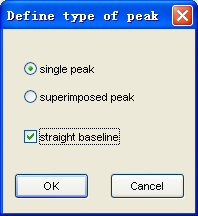 Define type of peak
single peak
superimposed peak
straight baseline
OK
Cancel